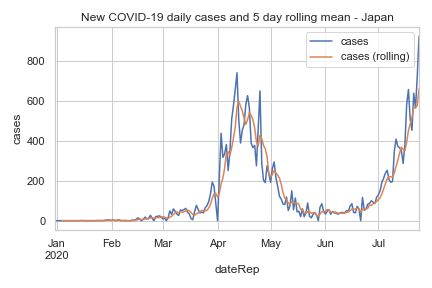 New COVID-19 daily cases and 5 day rolling mean - Japan
cases
cases (rolling)
800
600
400
200
0
cases
Jan
2020
Feb
Mar
Apr
May
Jun
Jul
dateRep